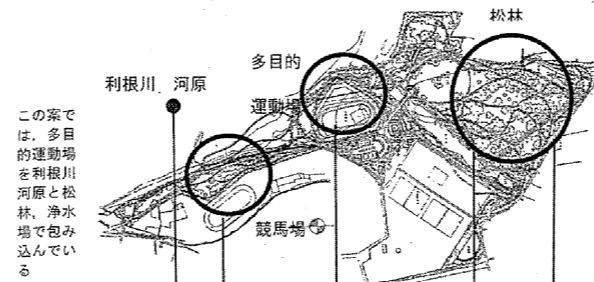 松林
多目的
運動場
利根川、河原
この案で
は，多目
的運動場
を利根川
河原と松
林，浄水
場で包み
込んでい
る
競馬場